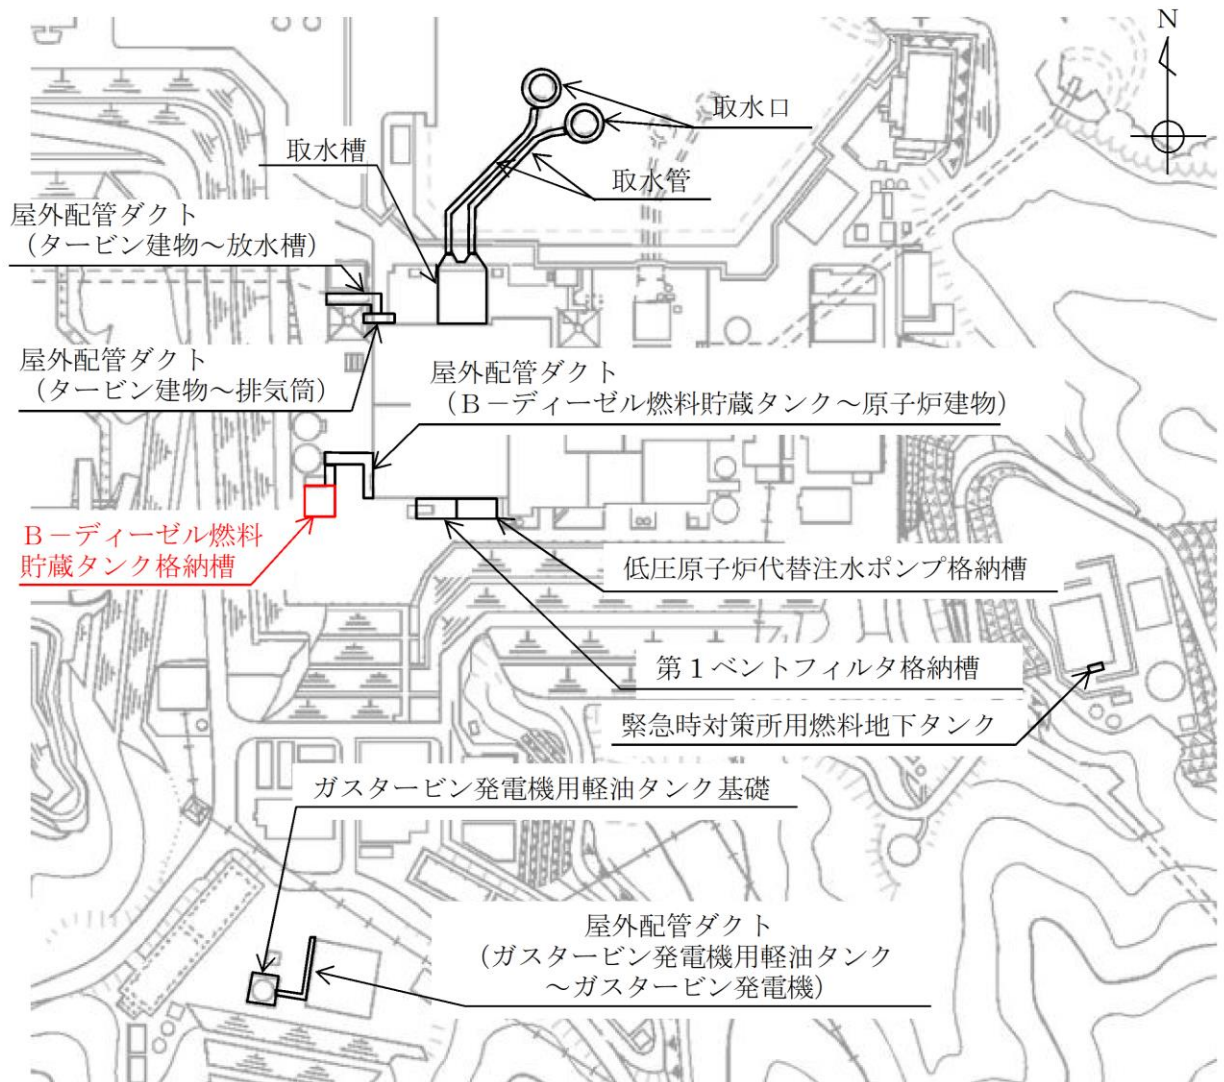 N
取水口
取水槽
取水管
屋外配管ダクト
（タービン建物～放水槽）
屋外配管ダクト
（タービン建物～排気筒）
屋外配管ダクト
（B－ディーゼル燃料貯蔵タンク～原子炉建物）
B－ディーゼル燃料
貯蔵タンク格納槽
低圧原子炉代替注水ポンプ格納槽
第１ベントフィルタ格納槽
緊急時対策所用燃料地下タンク
ガスタービン発電機用軽油タンク基礎
屋外配管ダクト
（ガスタービン発電機用軽油タンク
～ガスタービン発電機）